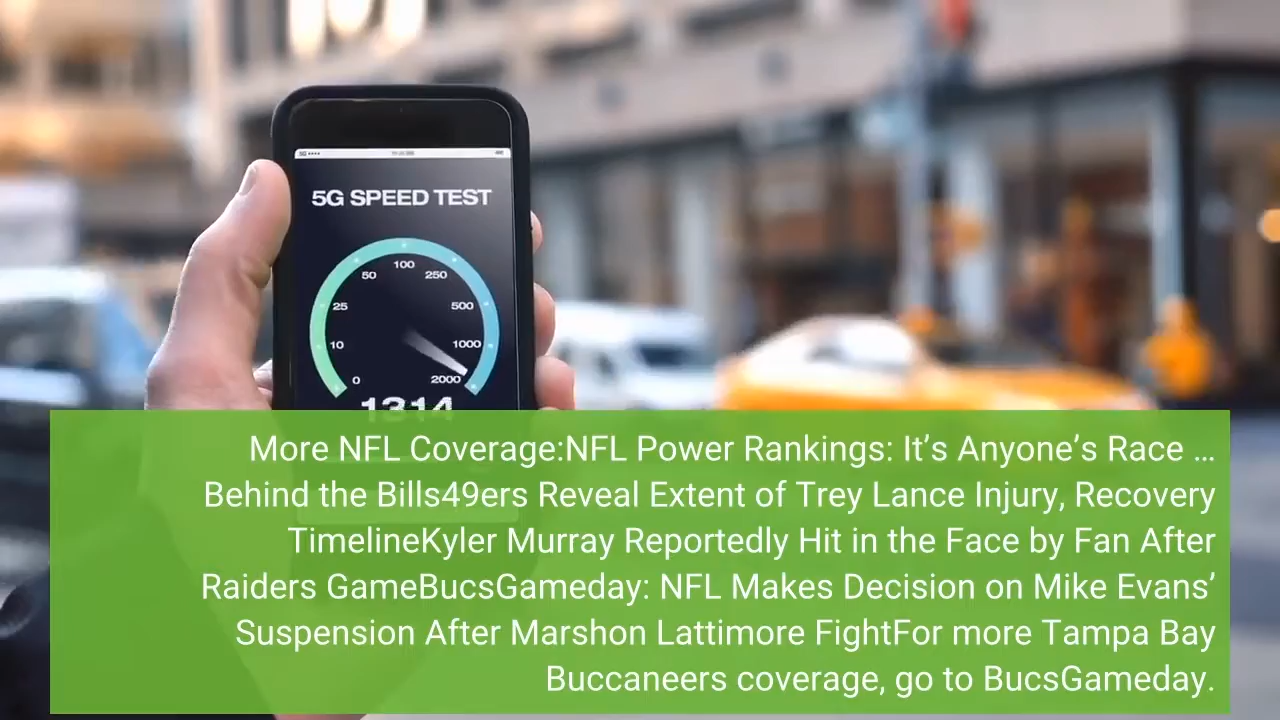 5G SPEED TEST
100
50
250
25
500
10
1000
0
2000
1314
More NFL Coverage:NFL Power Rankings: It’s Anyone’s Race ...
Behind the Bills49ers Reveal Extent of Trey Lance Injury, Recovery
TimelineKyler Murray Reportedly Hit in the Face by Fan After
Raiders GameBucsGameday: NFL Makes Decision on Mike Evans’
Suspension After Marshon Lattimore FightFor more Tampa Bay
Buccaneers coverage, go to BucsGameday.